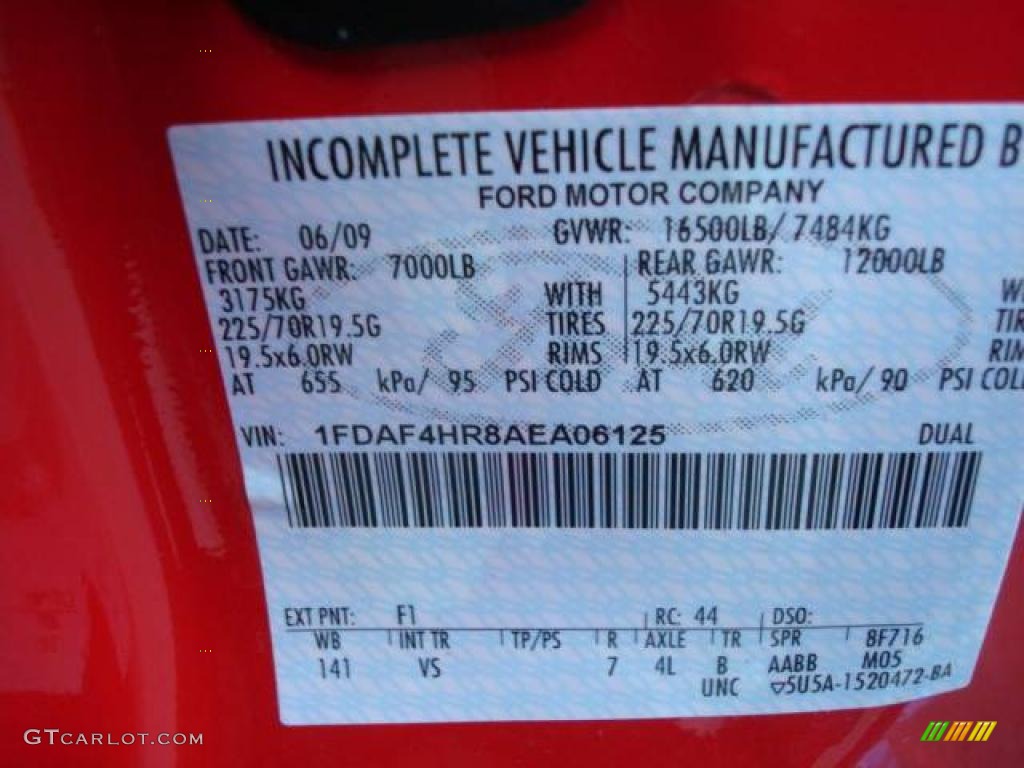 INCOMPLETE VEHICLE MANUFACTURED B
FORD MOTOR COMPANY
DATE: 06/09 GVWR: 16500LB/ 7484KG
FRONT GAWR: 7000LB REAR GAWR: 12000LB
3175KG WITH 5443KG WI
225/70R19.5G TIRES 225/70R19.5G TIR
19.5x6.0RW RIMS 19.5x6.0RW RIM
AT 655 kPa/ 95 PSI COLD AT 620 kPa/ 90 PSI COL
VIN: 1FDAF4HR8AEA06125 DUAL
EXT PNT: F1 RC: 44 DSO:
WB INT TR TP/PS R AXLE TR SPR 8F716
141 VS 7 4L B AABB M05
UNC 5U5A-1520472-BA
GTCARLOT.COM